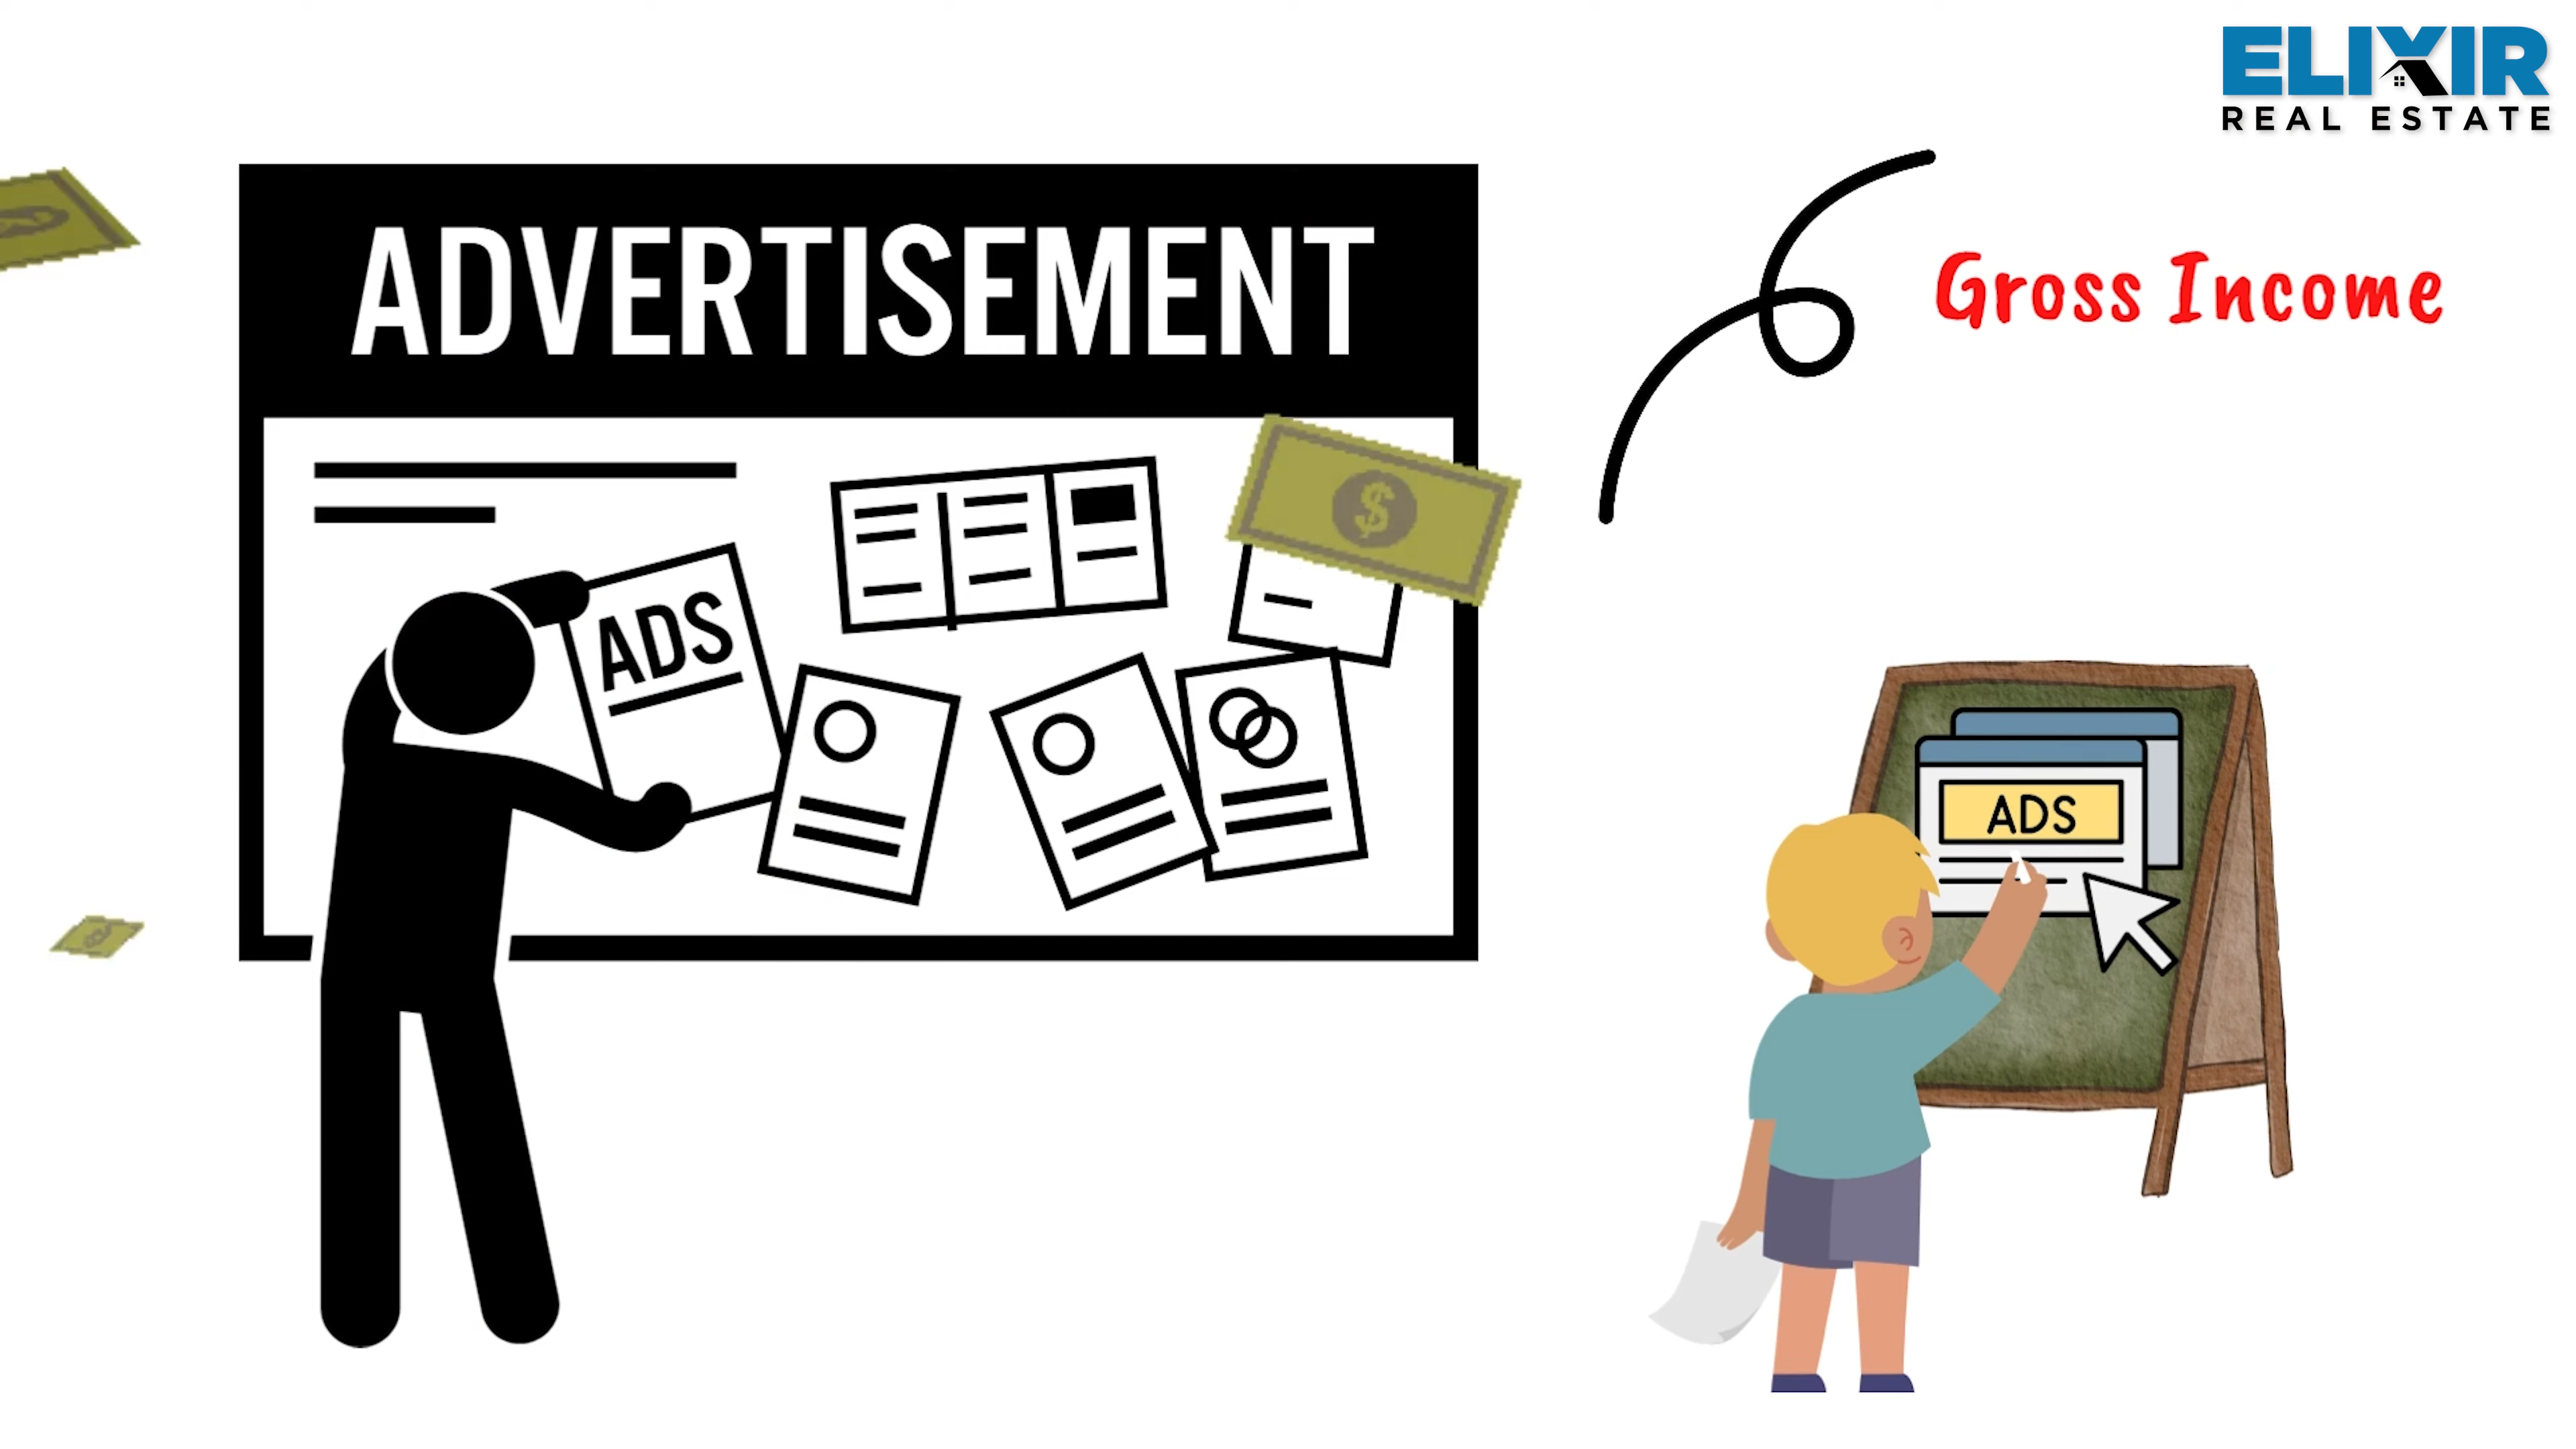 ELIXIR
REAL ESTATE
ADVERTISEMENT
Gross Income
ADS
ADS
$